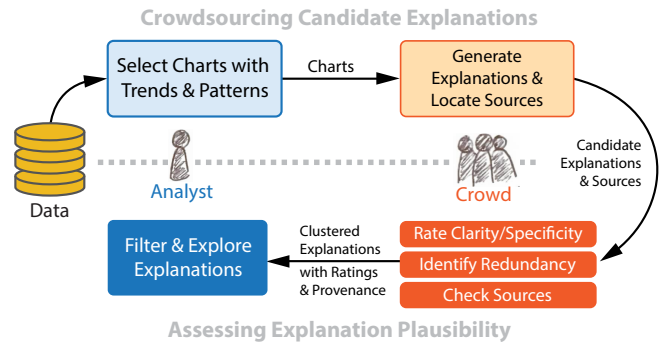 Crowdsourcing Candidate Explanations
Select Charts with
Trends & Patterns
Charts
Generate
Explanations &
Locate Sources
Data
Analyst
Crowd
Candidate
Explanations
& Sources
Filter & Explore
Explanations
Clustered
Explanations
with Ratings
& Provenance
Rate Clarity/Specificity
Identify Redundancy
Check Sources
Assessing Explanation Plausibility